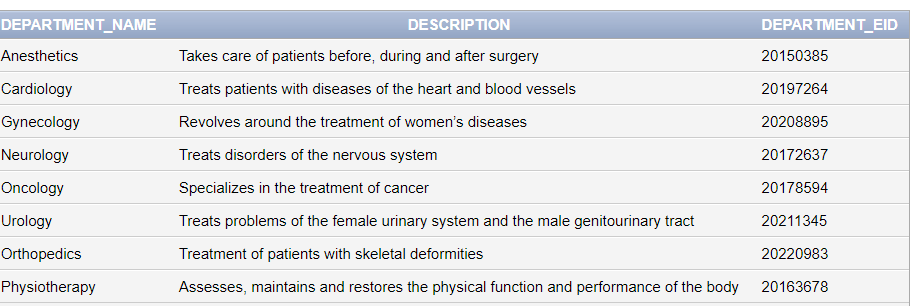 DEPARTMENT_NAME DESCRIPTION DEPARTMENT_EID
Anesthetics Takes care of patients before, during and after surgery 20150385
Cardiology Treats patients with diseases of the heart and blood vessels 20197264
Gynecology Revolves around the treatment of women’s diseases 20208895
Neurology Treats disorders of the nervous system 20172637
Oncology Specializes in the treatment of cancer 20178594
Urology Treats problems of the female urinary system and the male genitourinary tract 20211345
Orthopedics Treatment of patients with skeletal deformities 20220983
Physiotherapy Assesses, maintains and restores the physical function and performance of the body 20163678